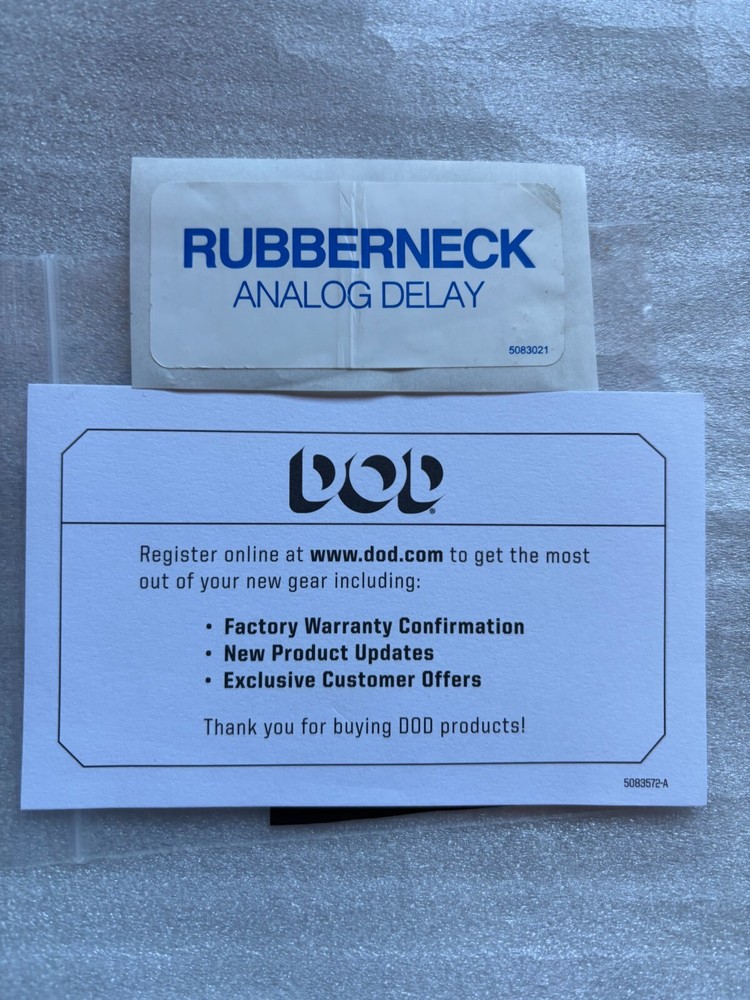 RUBBERNECK
ANALOG DELAY
5083021
DOD®
Register online at www.dod.com to get the most
out of your new gear including:
• Factory Warranty Confirmation
• New Product Updates
• Exclusive Customer Offers
Thank you for buying DOD products!
5083572-A